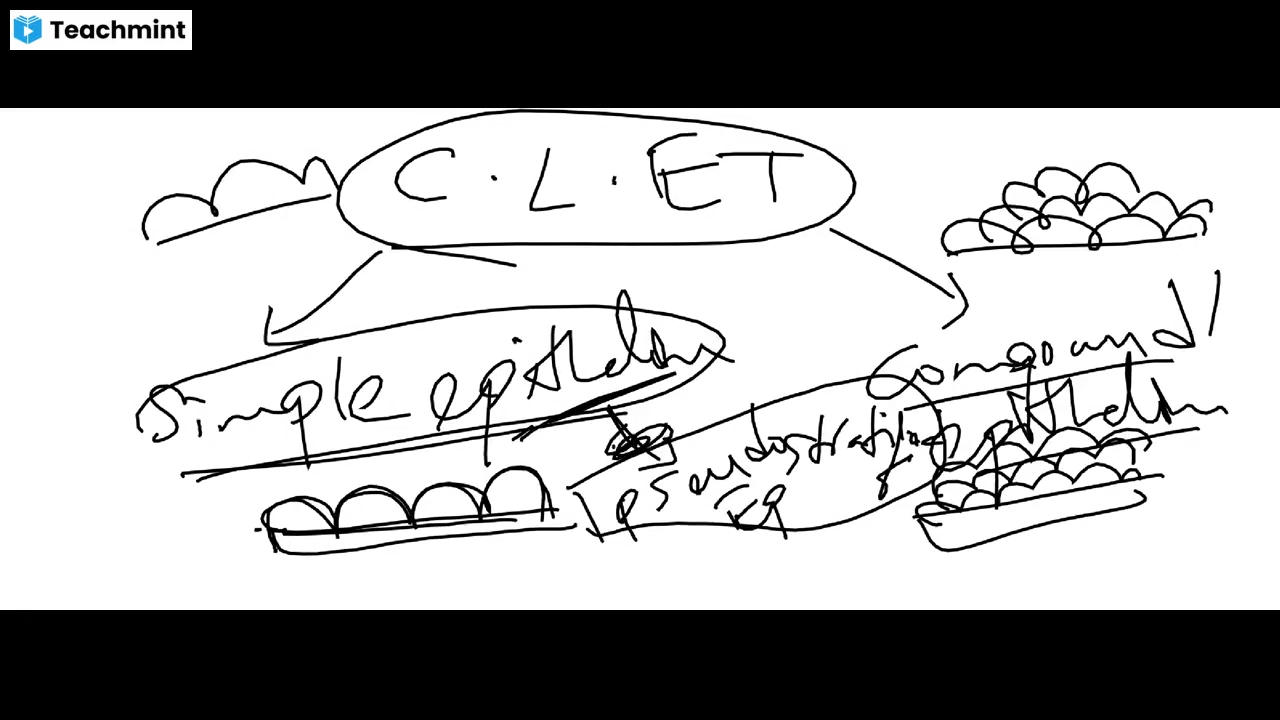 Teachmint
C.L.ET
Simple epithelium
Compound
epithelium
Pseudostratified